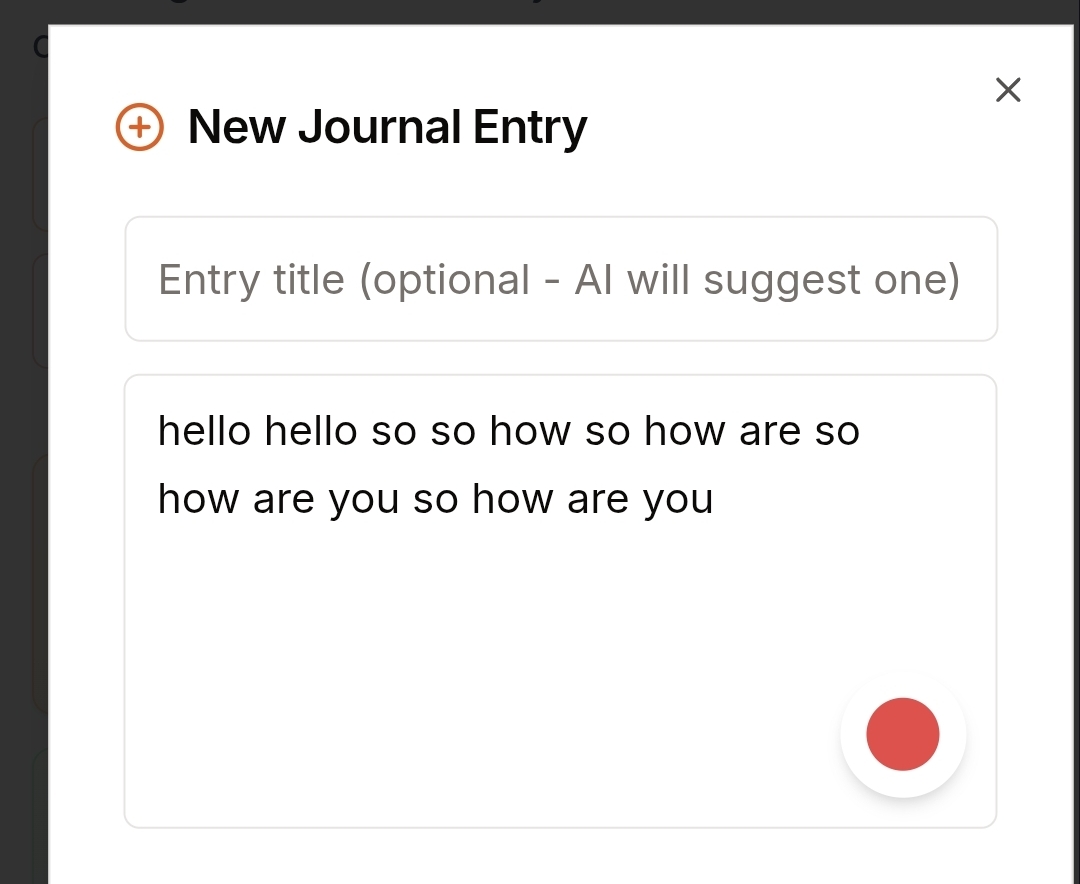 New Journal Entry
Entry title (optional - AI will suggest one)
hello hello so so how so how are so
how are you so how are you